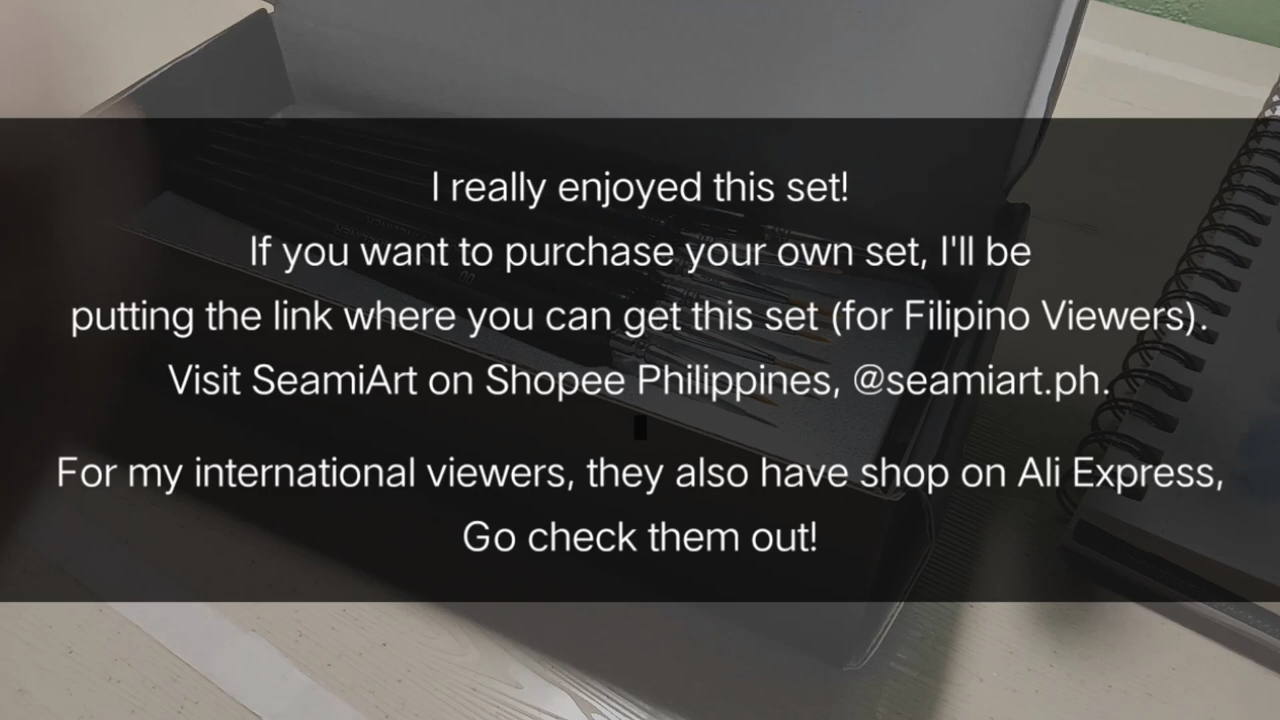 I really enjoyed this set!
If you want to purchase your own set, I'll be
putting the link where you can get this set (for Filipino Viewers).
Visit SeamiArt on Shopee Philippines, @seamiart.ph.
For my international viewers, they also have shop on Ali Express,
Go check them out!